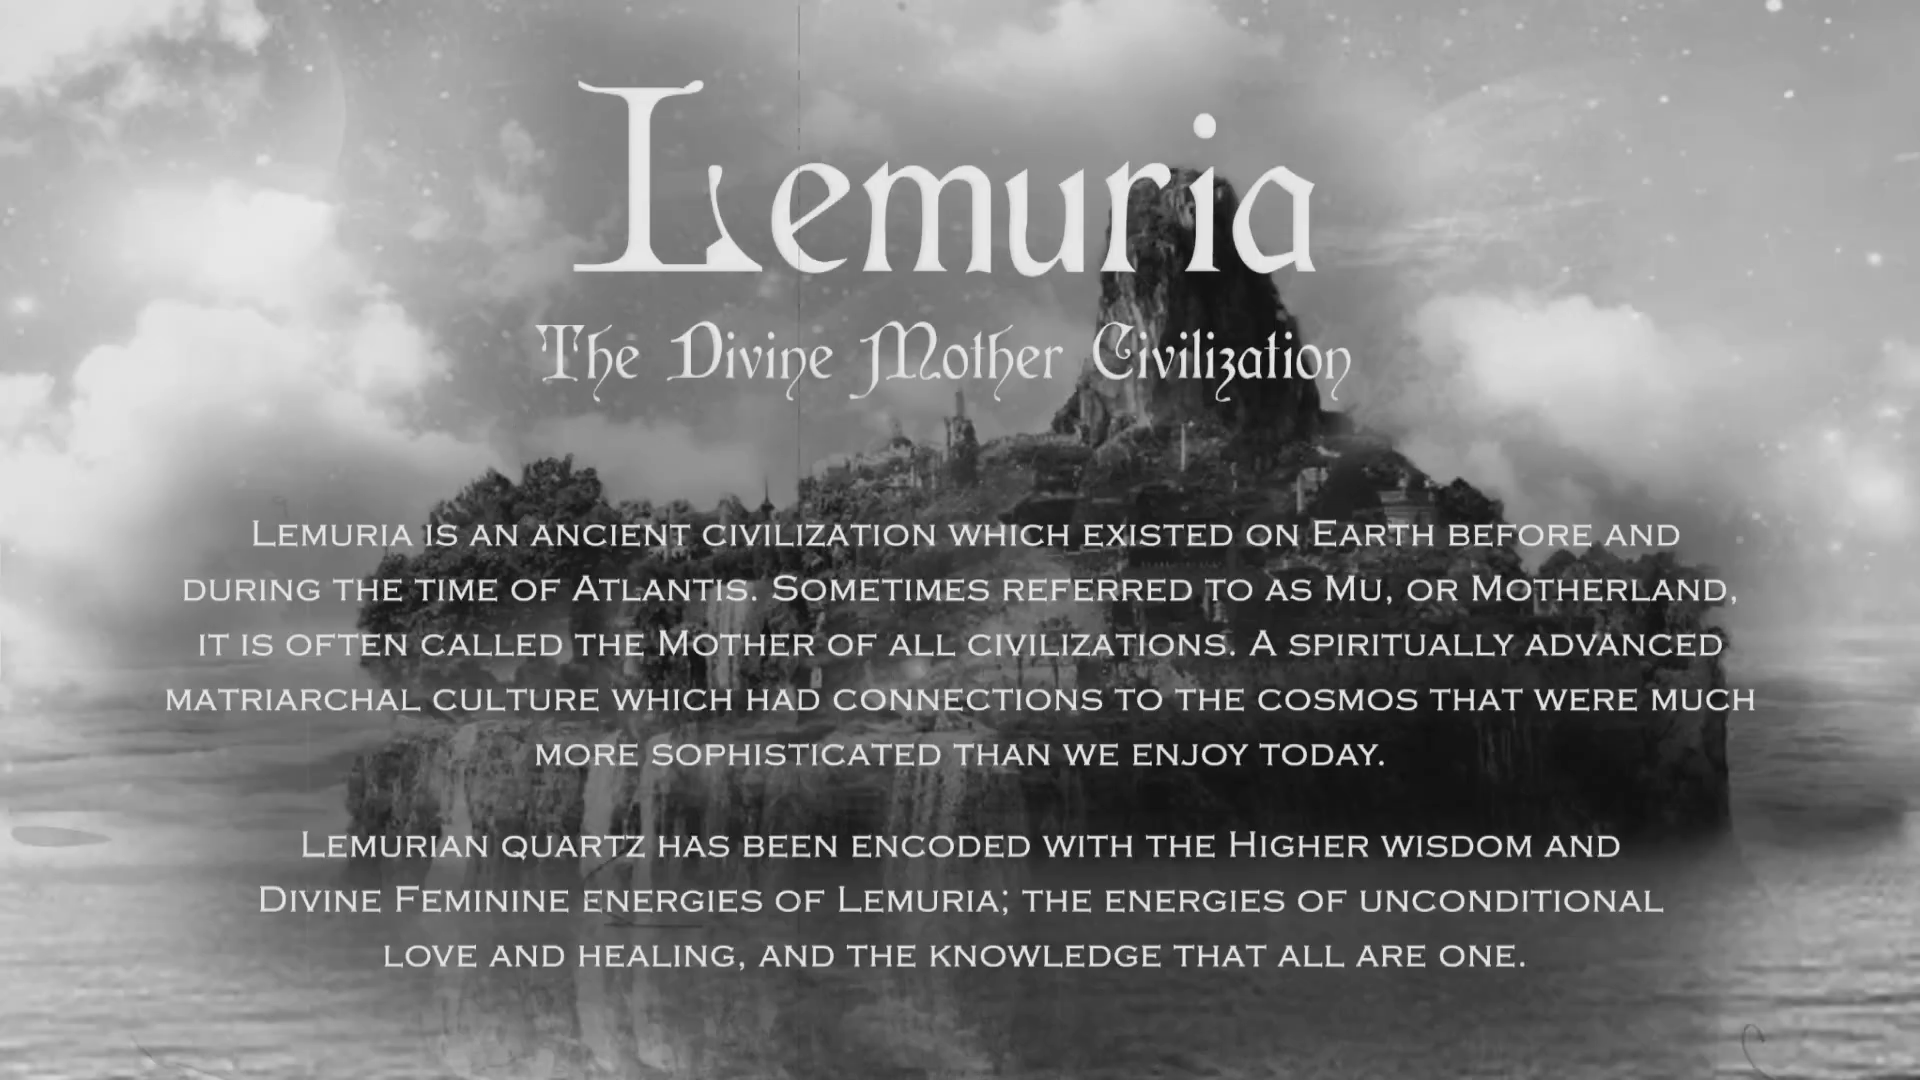 Lemuria
The Divine Mother Civilization
Lemuria is an ancient civilization which existed on Earth before and
during the time of Atlantis. Sometimes referred to as Mu, or Motherland,
it is often called the Mother of all civilizations. A spiritually advanced
matriarchal culture which had connections to the cosmos that were much
more sophisticated than we enjoy today.
Lemurian quartz has been encoded with the Higher wisdom and
Divine Feminine energies of Lemuria; the energies of unconditional
love and healing, and the knowledge that all are one.